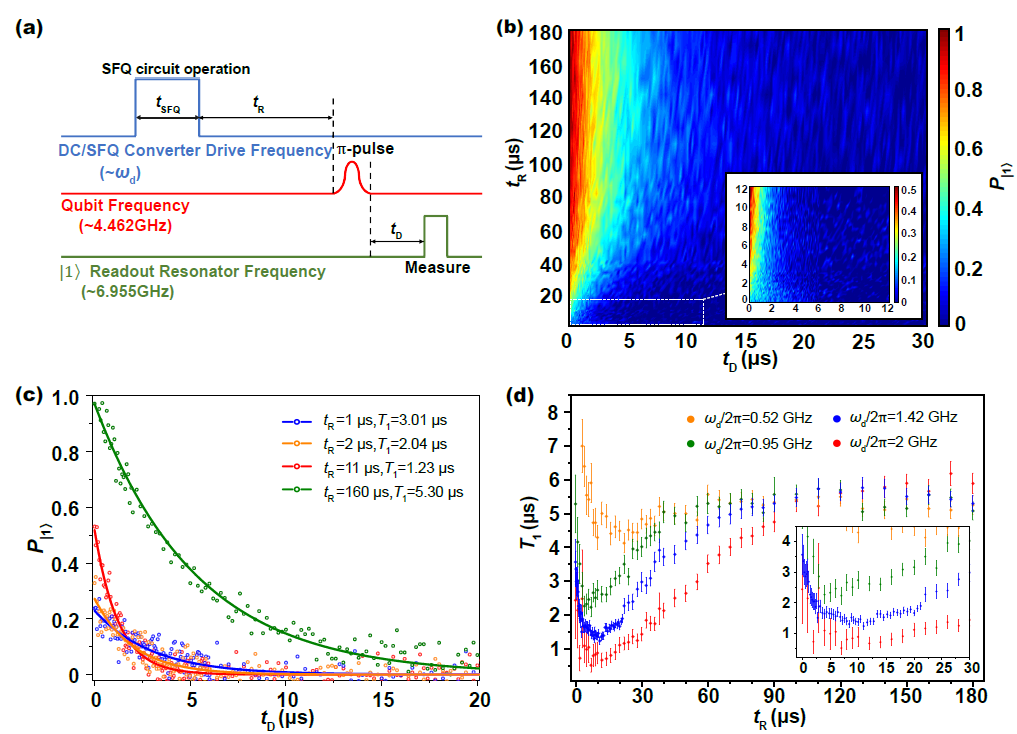 (a)
SFQ circuit operation
tSFQ
tR
DC/SFQ Converter Drive Frequency
(~ωd)
π-pulse
Qubit Frequency
(~4.462GHz)
tD
|1⟩ Readout Resonator Frequency
(~6.955GHz)
Measure
(b)
180
160
140
120
100
80
60
40
20
tR (μs)
0 5 10 15 20 25 30
tD (μs)
12
10
8
6
4
2
0
0 2 4 6 8 10 12
0.5
0.4
0.3
0.2
0.1
0
1
0.8
0.6
0.4
0.2
0
P|1⟩
(c)
1.0
0.8
0.6
0.4
0.2
0
P|1⟩
tR=1 μs,T1=3.01 μs
tR=2 μs,T1=2.04 μs
tR=11 μs,T1=1.23 μs
tR=160 μs,T1=5.30 μs
0 5 10 15 20
tD (μs)
(d)
8
7
6
5
4
3
2
1
T1 (μs)
ωd/2π=0.52 GHz
ωd/2π=0.95 GHz
ωd/2π=1.42 GHz
ωd/2π=2 GHz
4
3
2
1
0 5 10 15 20 25 30
0 30 60 90 120 150 180
tR (μs)